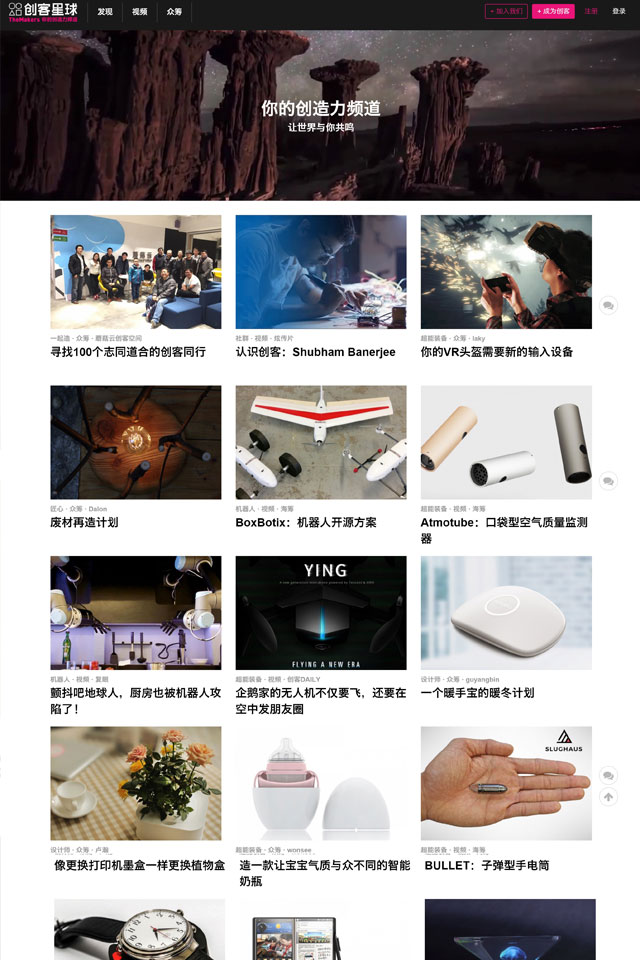 创客星球
TheMakers 你的创造力频道
发现
视频
众筹
+ 加入我们
+ 成为创客
注册
登录
你的创造力频道
让世界与你共鸣
一起造 · 众筹 · 蘑菇云创客空间
寻找100个志同道合的创客同行
社群 · 视频 · 炫传片
认识创客：Shubham Banerjee
超能装备 · 众筹 · laky
你的VR头盔需要新的输入设备
匠心 · 众筹 · Dalon
废材再造计划
机器人 · 视频 · 海筹
BoxBotix：机器人开源方案
超能装备 · 视频 · 海筹
Atmotube：口袋型空气质量监测
器
YING
FLYING A NEW ERA
机器人 · 视频 · 复眼
颤抖吧地球人，厨房也被机器人攻
陷了！
超能装备 · 视频 · 创客DAILY
企鹅家的无人机不仅要飞，还要在
空中发朋友圈
设计师 · 众筹 · guyangbin
一个暖手宝的暖冬计划
SLUGHAUS
设计师 · 众筹 · 卢瀚
像更换打印机墨盒一样更换植物盒
超能装备 · 众筹 · wonsee
造一款让宝宝气质与众不同的智能
奶瓶
超能装备 · 视频 · 海筹
BULLET：子弹型手电筒